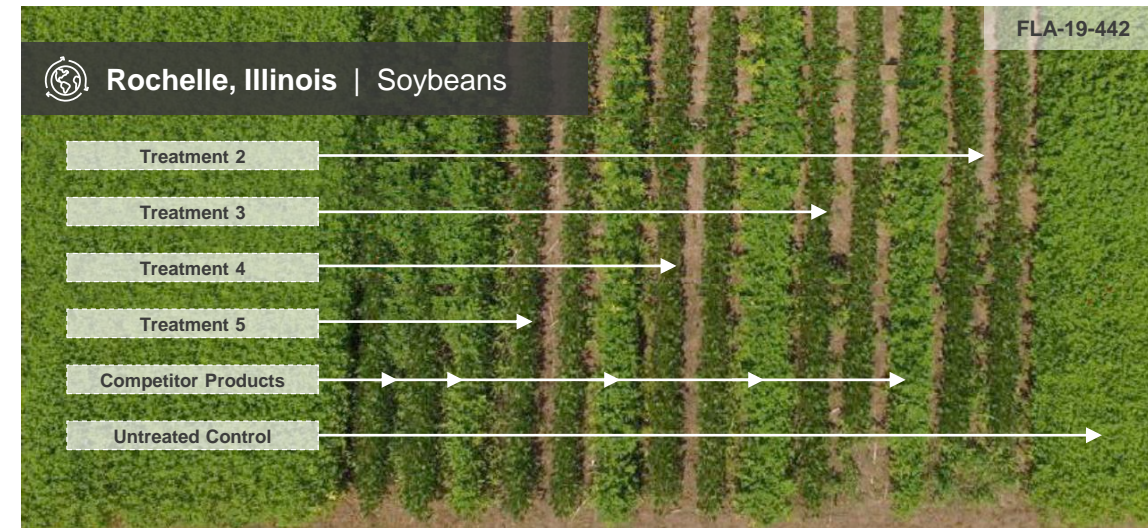 FLA-19-442
Rochelle, Illinois | Soybeans
Treatment 2
Treatment 3
Treatment 4
Treatment 5
Competitor Products
Untreated Control